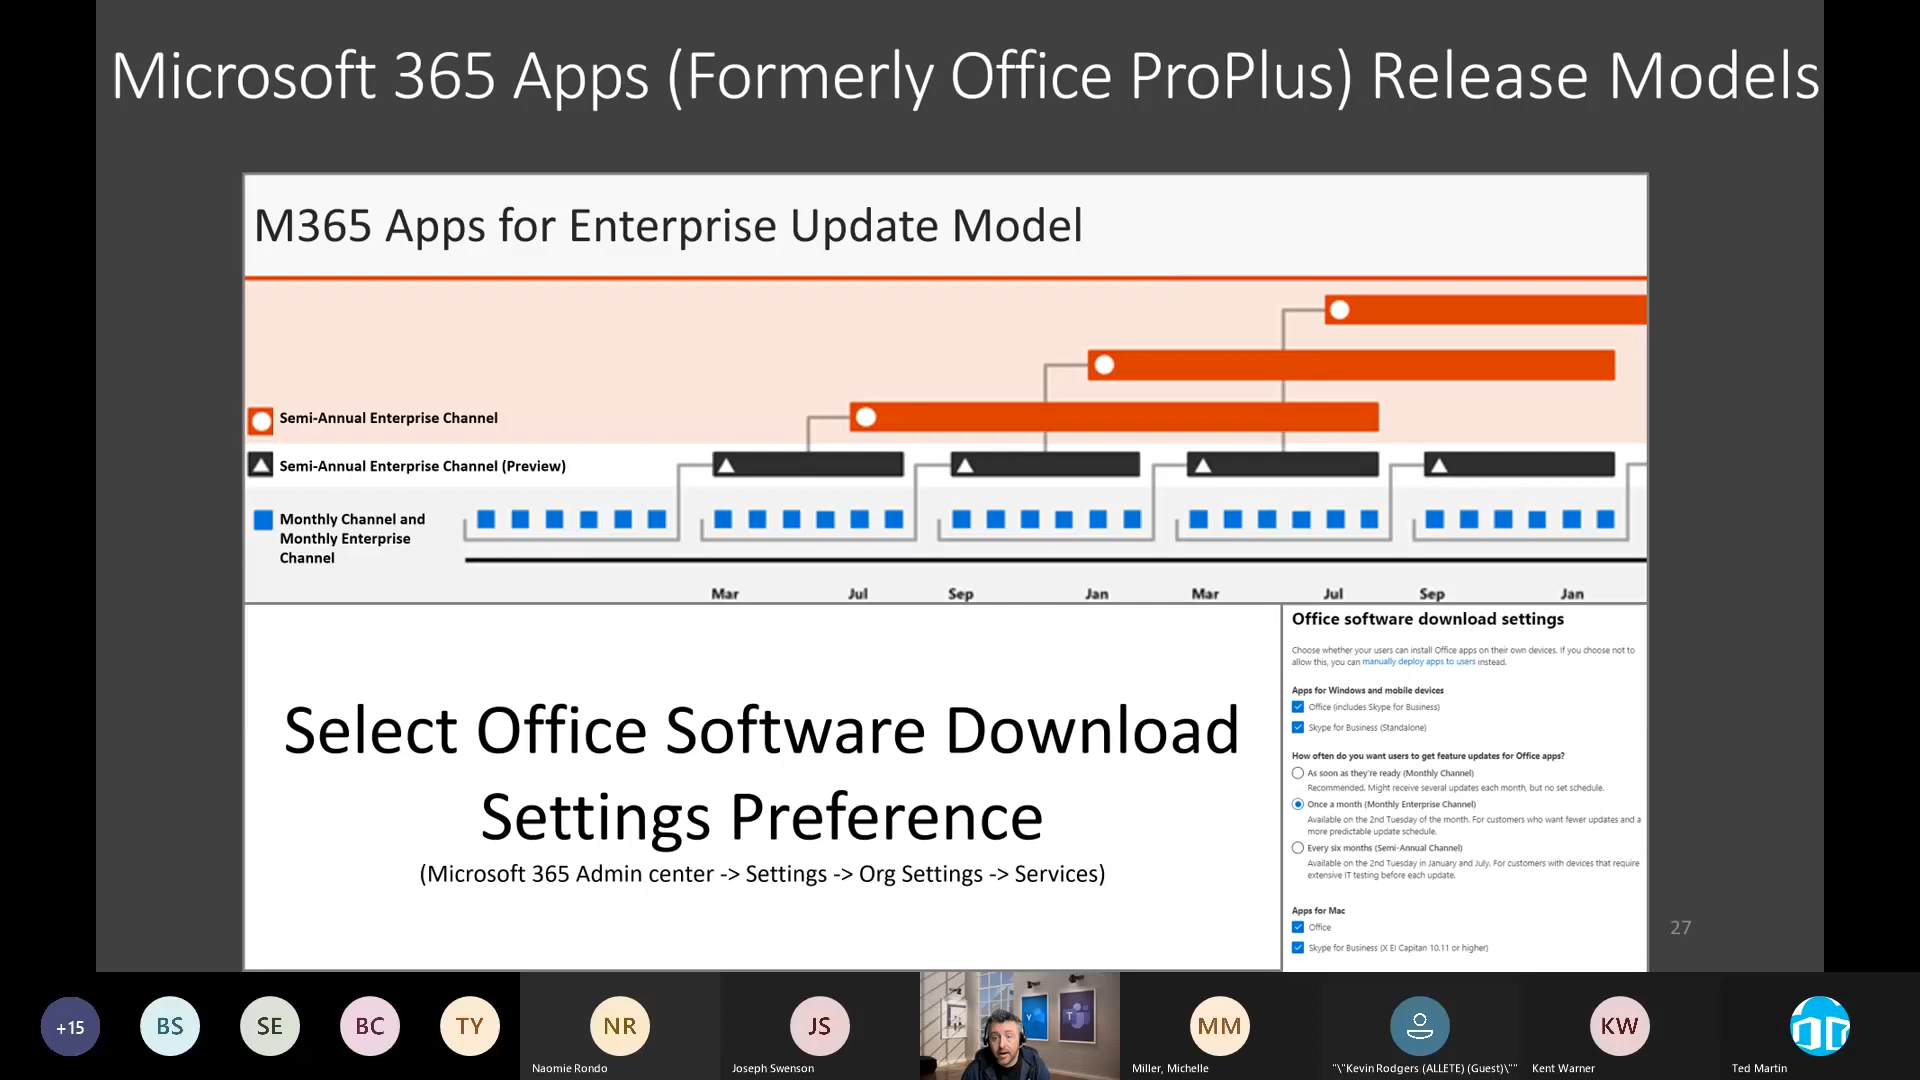 Microsoft 365 Apps (Formerly Office ProPlus) Release Models
M365 Apps for Enterprise Update Model
Semi-Annual Enterprise Channel
Semi-Annual Enterprise Channel (Preview)
Monthly Channel and
Monthly Enterprise
Channel
Mar Jul Sep Jan Mar Jul Sep Jan
Select Office Software Download
Settings Preference
(Microsoft 365 Admin center -> Settings -> Org Settings -> Services)
Office software download settings
Choose whether your users can install Office apps on their own devices. If you choose not to
allow this, you can manually deploy apps to users instead.
Apps for Windows and mobile devices
Office (includes Skype for Business)
Skype for Business (Standalone)
How often do you want users to get feature updates for Office apps?
As soon as they're ready (Monthly Channel)
Recommended. Might receive several updates each month, but no set schedule.
Once a month (Monthly Enterprise Channel)
Available on the 2nd Tuesday of the month. For customers who want fewer updates and a
more predictable update schedule.
Every six months (Semi-Annual Channel)
Available on the 2nd Tuesday in January and July. For customers with devices that require
extensive IT testing before each update.
Apps for Mac
Office
Skype for Business (X EI Capitan 10.11 or higher)
27
+15
BS
SE
BC
TY
NR
Naomie Rondo
JS
Joseph Swenson
MM
Miller, Michelle
"\"Kevin Rodgers (ALLETE) (Guest)\""
KW
Kent Warner
Ted Martin